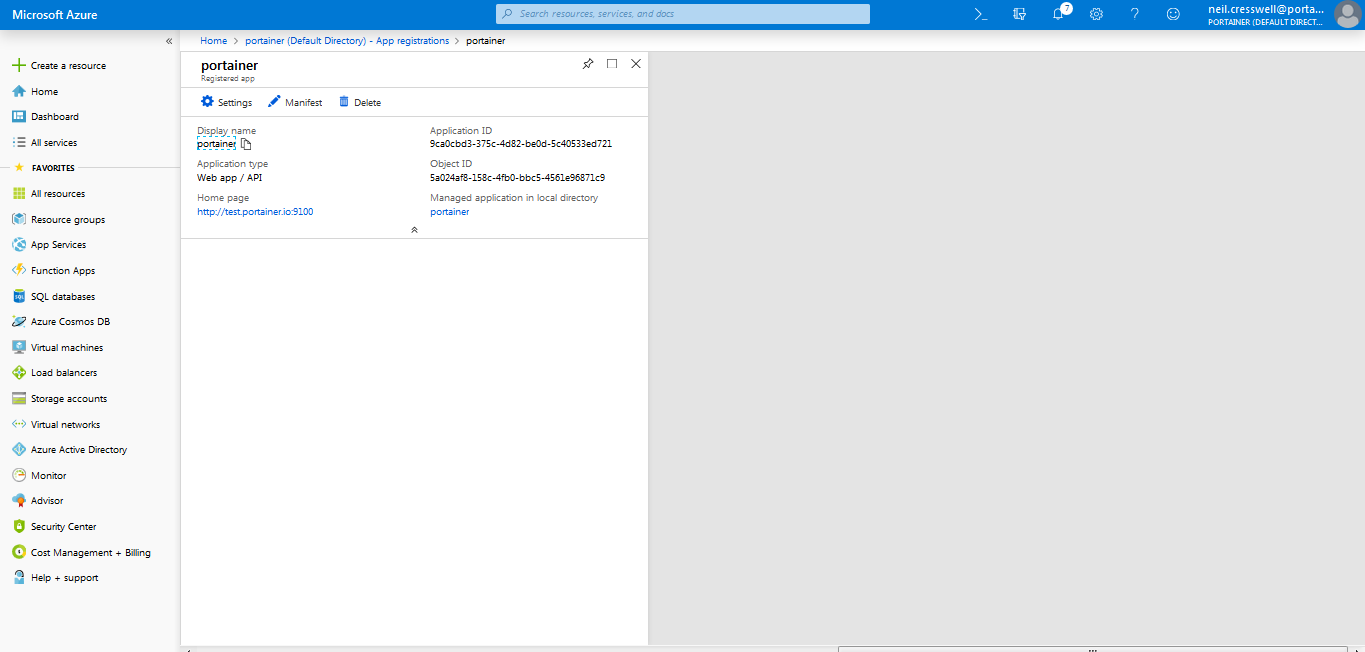 Microsoft Azure
Search resources, services, and docs
7
neil.cresswell@porta...
PORTAINER (DEFAULT DIRECT...
Home > portainer (Default Directory) - App registrations > portainer
Create a resource
Home
Dashboard
All services
FAVORITES
All resources
Resource groups
App Services
Function Apps
SQL databases
Azure Cosmos DB
Virtual machines
Load balancers
Storage accounts
Virtual networks
Azure Active Directory
Monitor
Advisor
Security Center
Cost Management + Billing
Help + support
portainer
Registered app
Settings Manifest Delete
Display name
portainer
Application type
Web app / API
Home page
http://test.portainer.io:9100
Application ID
9ca0cbd3-375c-4d82-be0d-5c40533ed721
Object ID
5a024af8-158c-4fb0-bbc5-4561e96871c9
Managed application in local directory
portainer